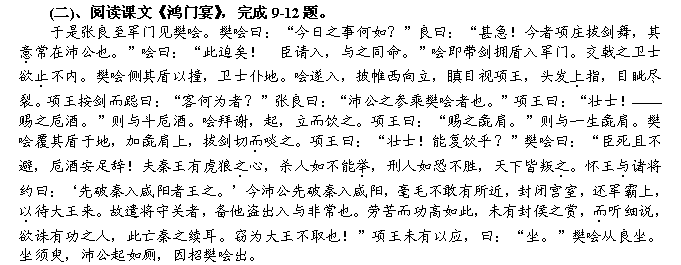 (二)、阅读课文《鸿门宴》，完成9-12题。
于是张良至军门见樊哙。樊哙曰：“今日之事何如？”良曰：“甚急！今者项庄拔剑舞，其
意常在沛公也。”哙曰：“此迫矣！ 臣请入，与之同命。”哙即带剑拥盾入军门。交戟之卫士
欲止不内。樊哙侧其盾以撞，卫士仆地。哙遂入，披帷西向立，瞋目视项王，头发上指，目眦尽
裂。项王按剑而跽曰：“客何为者？”张良曰：“沛公之参乘樊哙者也。”项王曰：“壮士！——
赐之卮酒。”则与斗卮酒。哙拜谢，起，立而饮之。项王曰：“赐之彘肩。”则与一生彘肩。樊
哙覆其盾于地，加彘肩上，拔剑切而啖之。项王曰：“壮士！能复饮乎？”樊哙曰：“臣死且不
避，卮酒安足辞！夫秦王有虎狼之心，杀人如不能举，刑人如恐不胜，天下皆叛之。怀王与诸将
约曰：‘先破秦入咸阳者王之。’今沛公先破秦入咸阳，毫毛不敢有所近，封闭宫室，还军霸上，
以待大王来。故遣将守关者，备他盗出入与非常也。劳苦而功高如此，未有封侯之赏，而听细说，
欲诛有功之人，此亡秦之续耳。窃为大王不取也！”项王未有以应，曰：“坐。”樊哙从良坐。
坐须臾，沛公起如厕，因招樊哙出。